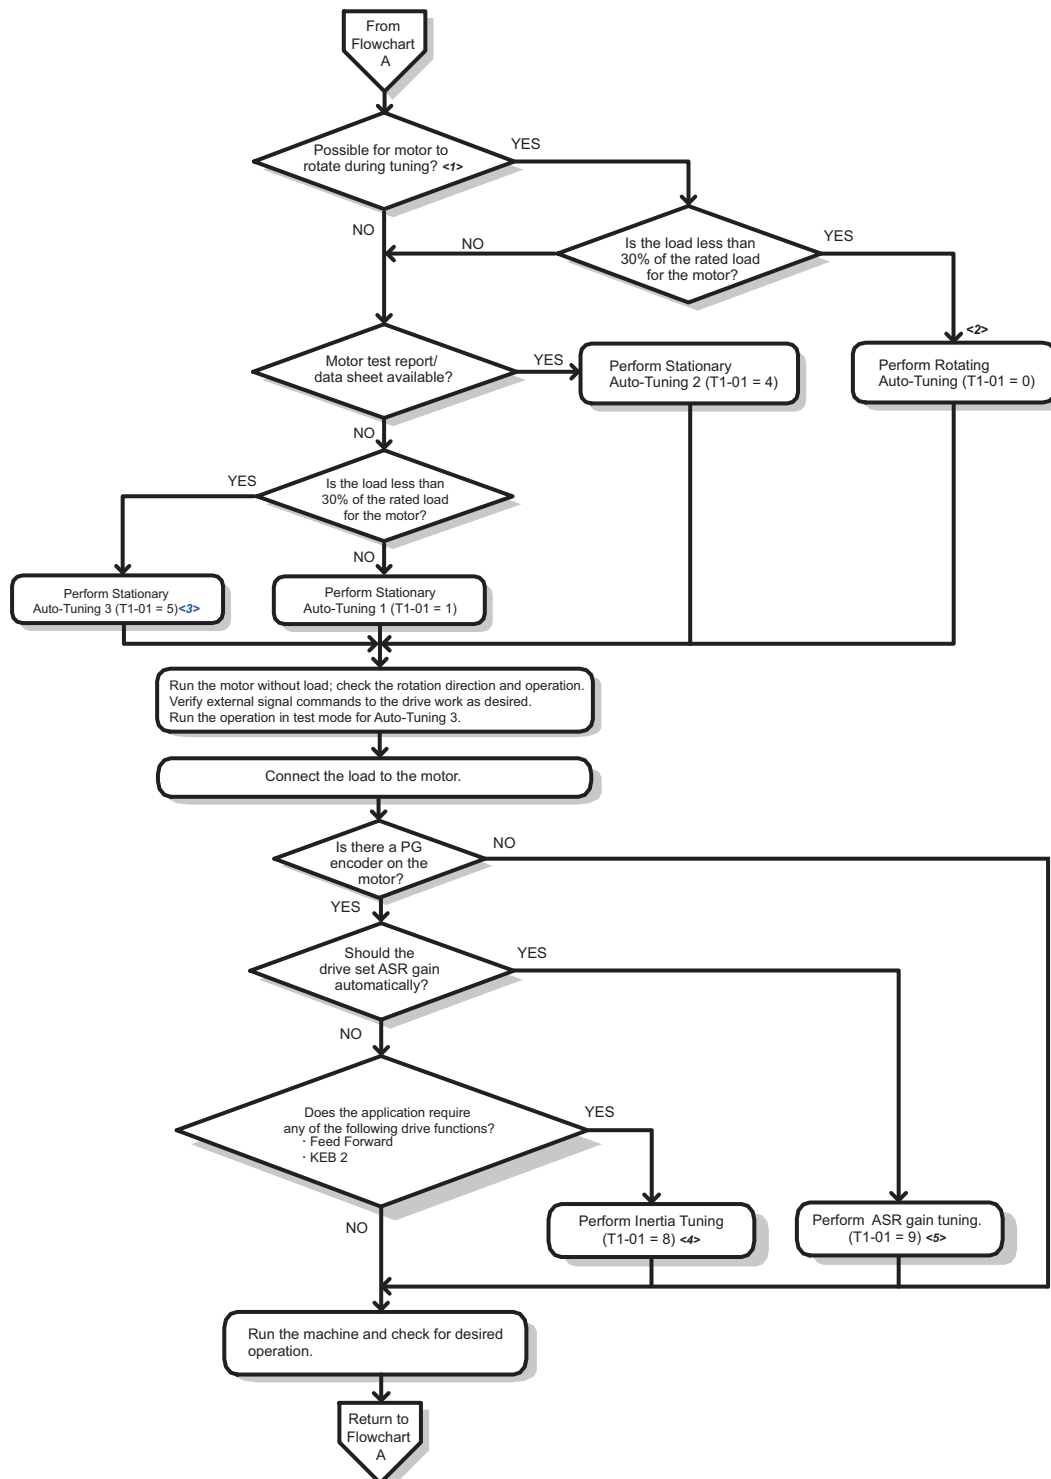 From
Flowchart
A
Possible for motor to
rotate during tuning? <1>
YES
NO
Is the load less than
30% of the rated load
for the motor?
NO
YES
<2>
Motor test report/
data sheet available?
YES
Perform Stationary
Auto-Tuning 2 (T1-01 = 4)
Perform Rotating
Auto-Tuning (T1-01 = 0)
NO
YES
Is the load less than
30% of the rated load
for the motor?
NO
Perform Stationary
Auto-Tuning 3 (T1-01 = 5)<3>
Perform Stationary
Auto-Tuning 1 (T1-01 = 1)
Run the motor without load; check the rotation direction and operation.
Verify external signal commands to the drive work as desired.
Run the operation in test mode for Auto-Tuning 3.
Connect the load to the motor.
Is there a PG
encoder on the
motor?
NO
YES
Should the
drive set ASR gain
automatically?
YES
NO
Does the application require
any of the following drive functions?
· Feed Forward
· KEB 2
YES
NO
Perform Inertia Tuning
(T1-01 = 8) <4>
Perform ASR gain tuning.
(T1-01 = 9) <5>
Run the machine and check for desired
operation.
Return to
Flowchart
A